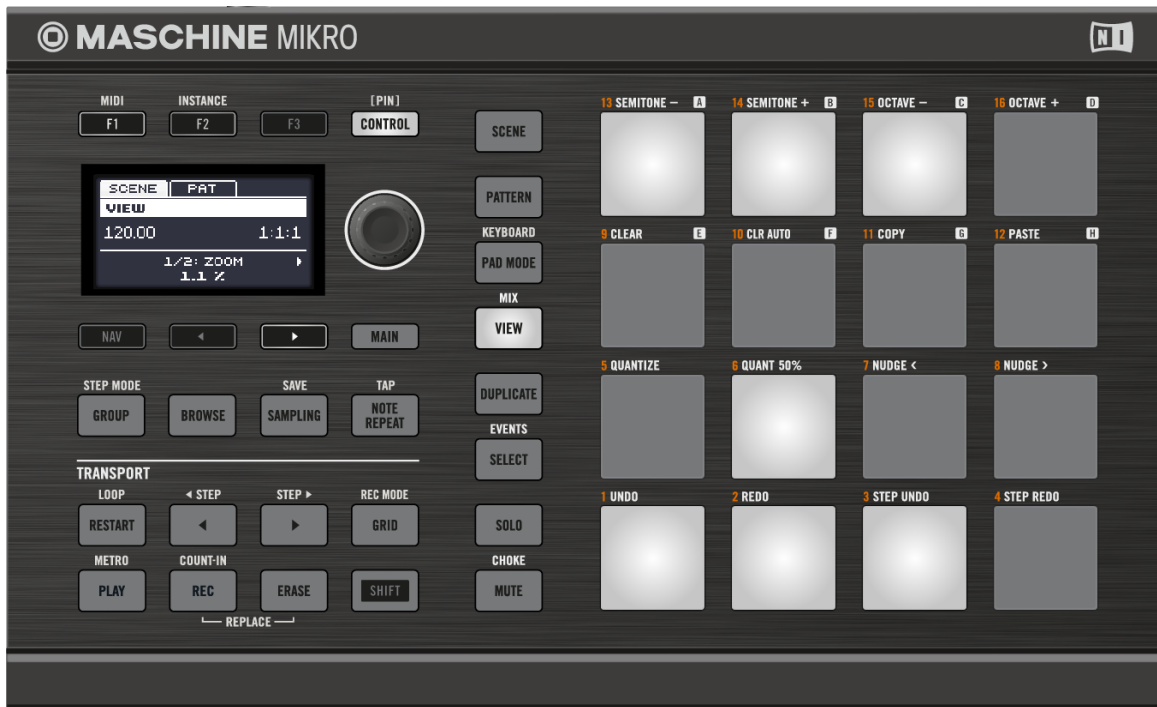 MASCHINE MIKRO
NI
MIDI INSTANCE [PIN]
F1 F2 F3 CONTROL
SCENE PAT
VIEW
120.00 1:1:1
1/2: ZOOM
1.1 %
NAV ◀ ▶ MAIN
STEP MODE SAVE TAP
GROUP BROWSE SAMPLING NOTE REPEAT
TRANSPORT
LOOP ◀ STEP STEP ▶ REC MODE
RESTART ◀ ▶ GRID
METRO COUNT-IN
PLAY REC ERASE SHIFT
REPLACE
SCENE
PATTERN
KEYBOARD
PAD MODE
MIX
VIEW
DUPLICATE
EVENTS
SELECT
SOLO
CHOKE
MUTE
13 SEMITONE – A 14 SEMITONE + B 15 OCTAVE – C 16 OCTAVE + D
9 CLEAR E 10 CLR AUTO F 11 COPY G 12 PASTE H
5 QUANTIZE 6 QUANT 50% 7 NUDGE < 8 NUDGE >
1 UNDO 2 REDO 3 STEP UNDO 4 STEP REDO